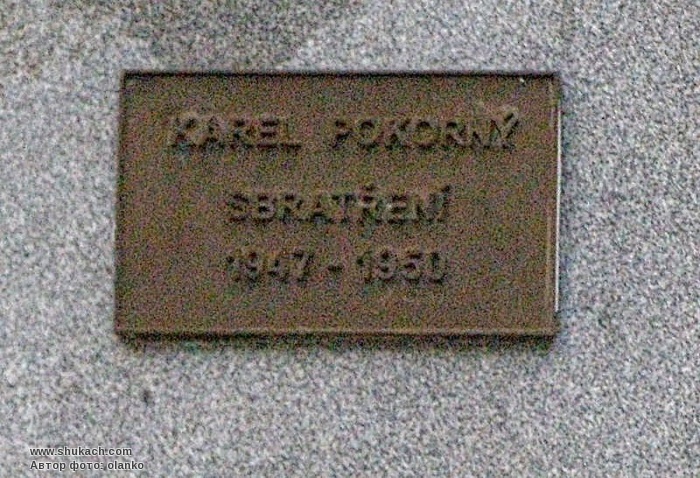 KAREL POKORNÝ
SBRATŘENÍ
1947 - 1950
www.shukach.com
Автор фото: olanko